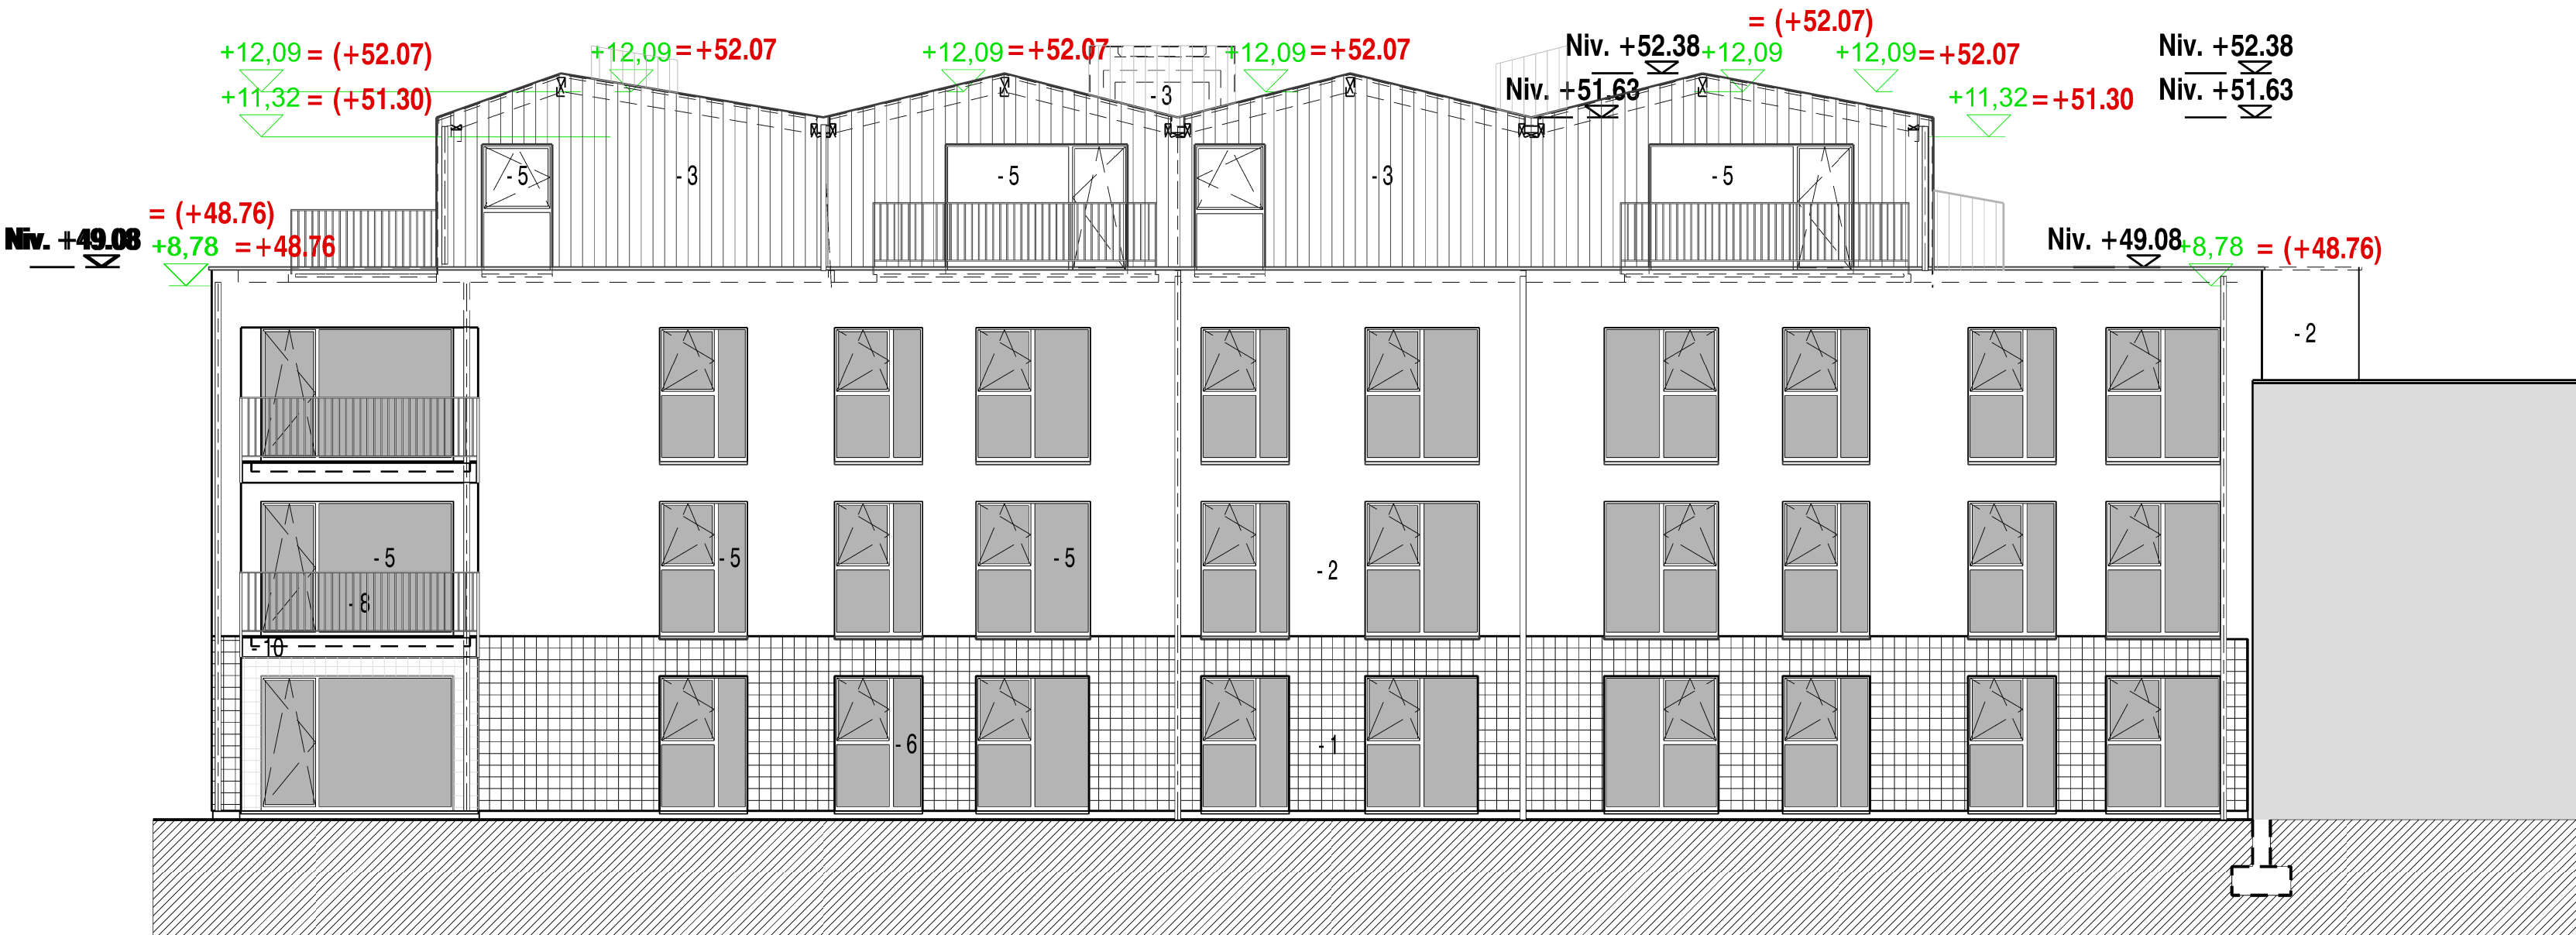 = (+52.07)
+12,09 = (+52.07)
+12,09 = +52.07
+12,09 = +52.07
+12,09 = +52.07
Niv. +52.38
+12,09
+12,09 = +52.07
Niv. +52.38
+11,32 = (+51.30)
- 3
Niv. +51.63
+11,32 = +51.30
Niv. +51.63
- 5
- 3
- 5
- 3
- 5
= (+48.76)
Niv. +49.08
+8,78 = +48.76
Niv. +49.08
+8,78 = (+48.76)
- 2
- 5
- 5
- 5
- 2
- 8
- 10
- 6
- 1